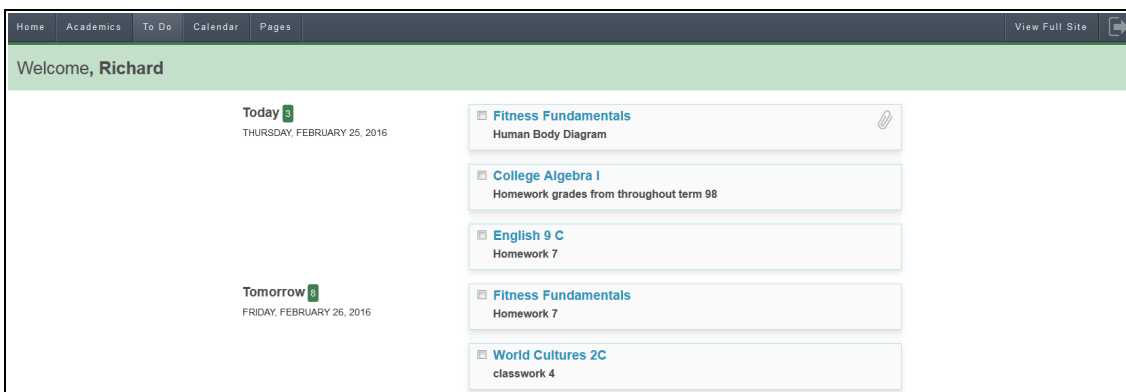 Home Academics To Do Calendar Pages View Full Site
Welcome, Richard
Today 3
THURSDAY, FEBRUARY 25, 2016
Fitness Fundamentals
Human Body Diagram
College Algebra I
Homework grades from throughout term 98
English 9 C
Homework 7
Tomorrow 8
FRIDAY, FEBRUARY 26, 2016
Fitness Fundamentals
Homework 7
World Cultures 2C
classwork 4